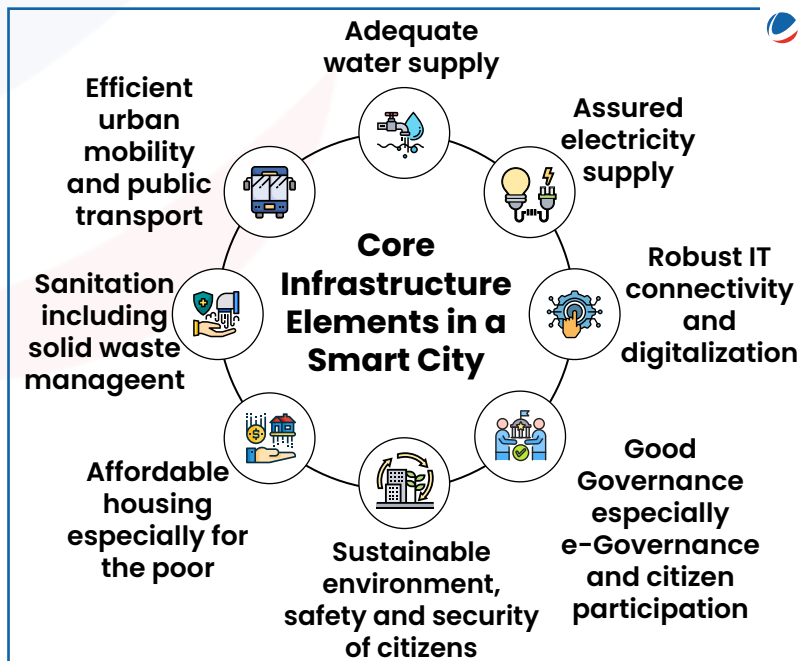 Adequate
water supply
Efficient
urban
mobility
and public
transport
Assured
electricity
supply
Core
Infrastructure
Elements in a
Smart City
Robust IT
connectivity
and
digitalization
Sanitation
including
solid waste
manageent
Good
Governance
especially
e-Governance
and citizen
participation
Affordable
housing
especially for
the poor
Sustainable
environment,
safety and security
of citizens